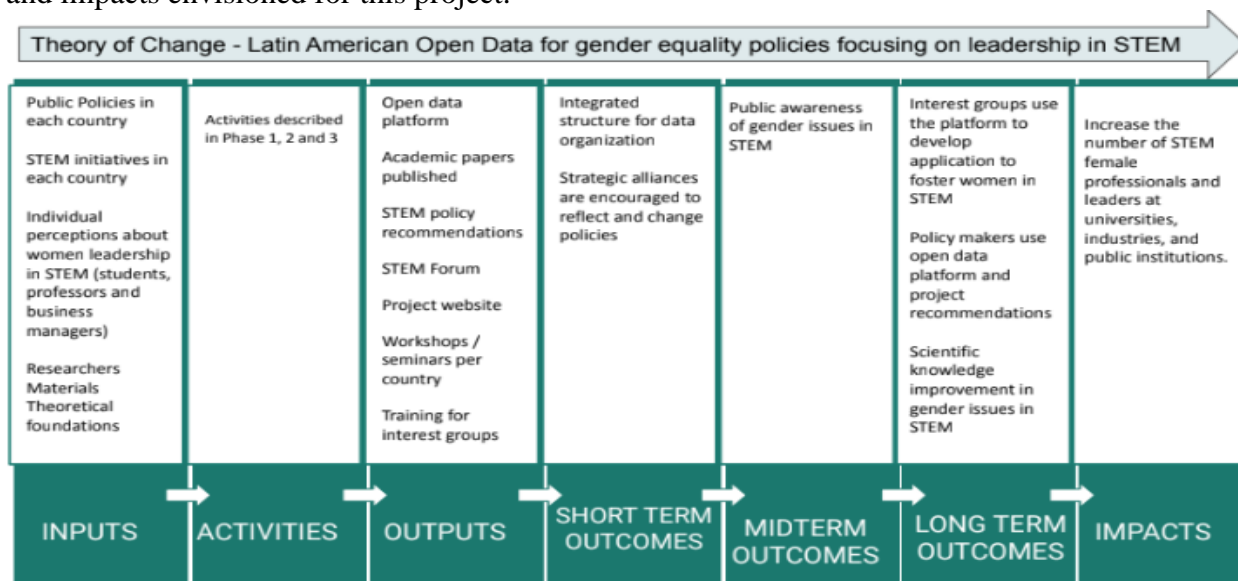 and impacts envisioned for this project.
Theory of Change - Latin American Open Data for gender equality policies focusing on leadership in STEM
Public Policies in
each country
STEM initiatives in
each country
Individual
perceptions about
women leadership
in STEM (students,
professors and
business
managers)
Researchers
Materials
Theoretical
foundations
Activities described
in Phase 1, 2 and 3
Open data
platform
Academic papers
published
STEM policy
recommendations
STEM Forum
Project website
Workshops /
seminars per
country
Training for
interest groups
Integrated
structure for data
organization
Strategic alliances
are encouraged to
reflect and change
policies
Public awareness
of gender issues in
STEM
Interest groups use
the platform to
develop
application to
foster women in
STEM
Policy makers use
open data
platform and
project
recommendations
Scientific
knowledge
improvement in
gender issues in
STEM
Increase the
number of STEM
female
professionals and
leaders at
universities,
industries, and
public institutions.
INPUTS
ACTIVITIES
OUTPUTS
SHORT TERM
OUTCOMES
MIDTERM
OUTCOMES
LONG TERM
OUTCOMES
IMPACTS